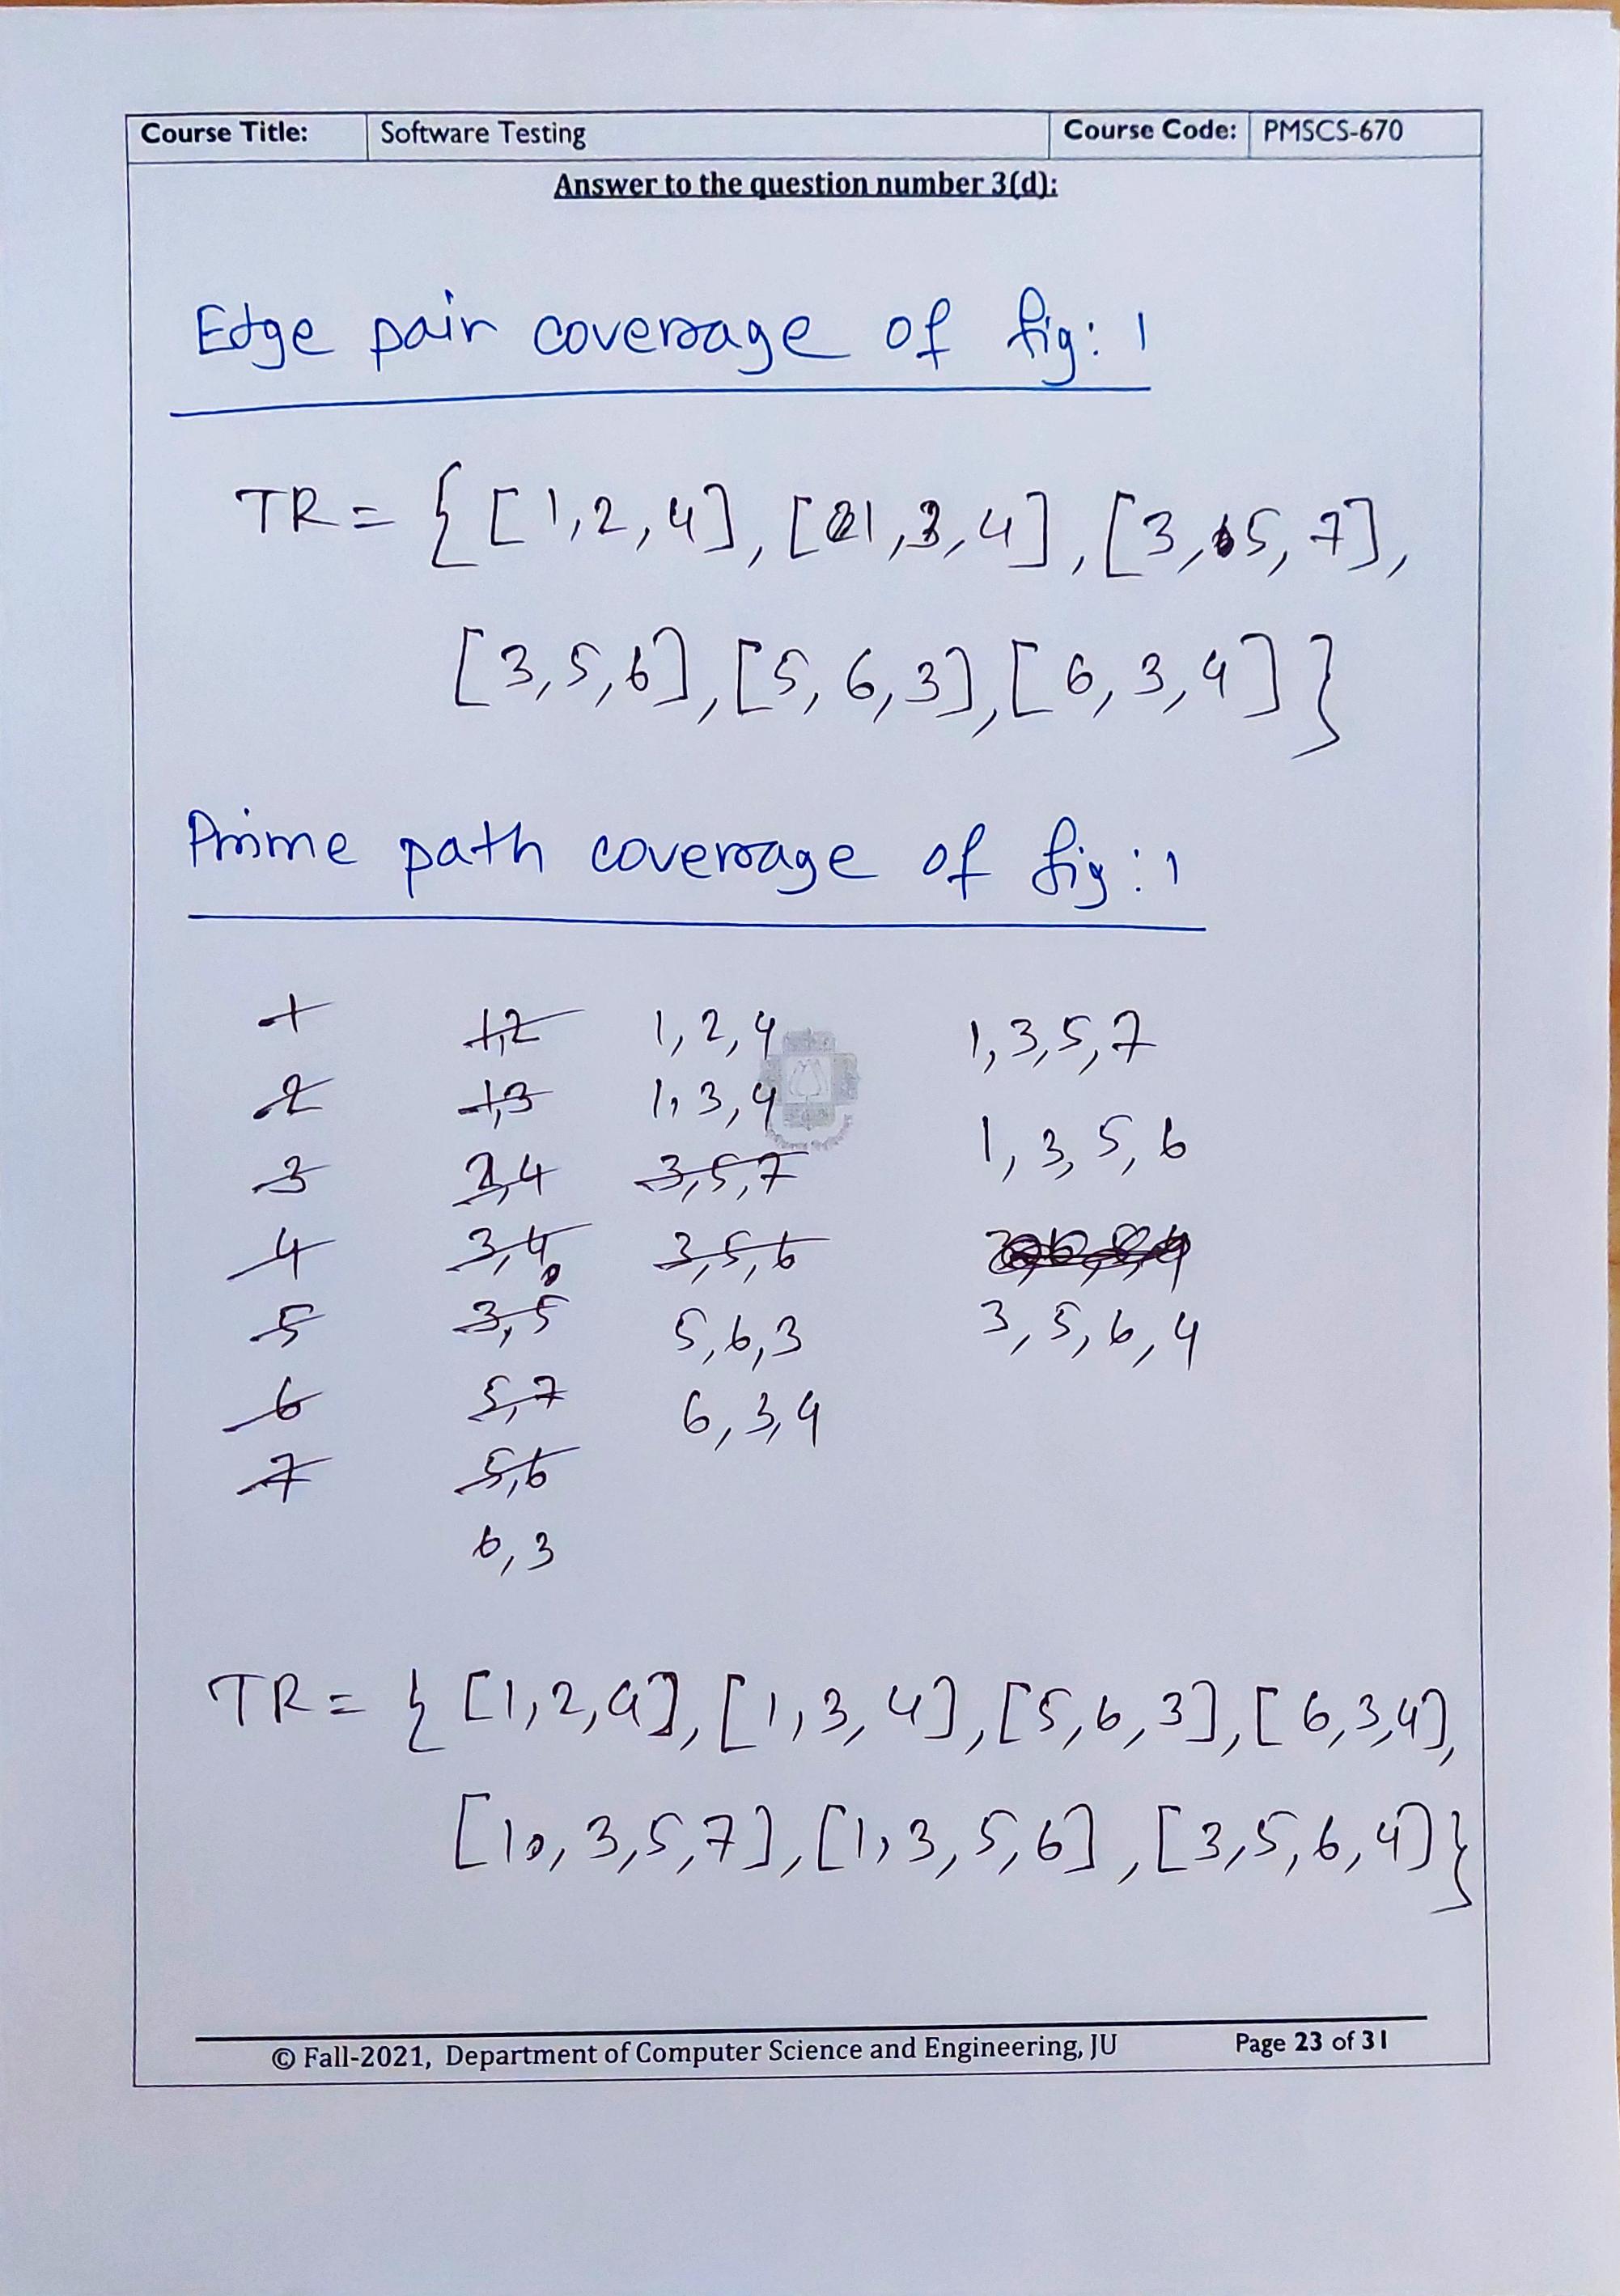 Course Title: Software Testing Course Code: PMSCS-670
Answer to the question number 3(d):
Edge pair coverage of fig: 1
TR = { [1,2,4], [1,3,4], [3,5,7],
[3,5,6], [5,6,3], [6,3,4] }
Prime path coverage of fig: 1
1 1,2 1,2,4 1,3,5,7
2 1,3 1,3,4 1,3,5,6
3 2,4 3,5,7
4 3,4 3,5,6
5 3,5 5,6,3 3,5,6,4
6 5,7 6,3,4
7 5,6
6,3
TR = { [1,2,4], [1,3,4], [5,6,3], [6,3,4],
[1,3,5,7], [1,3,5,6], [3,5,6,4] }
© Fall-2021, Department of Computer Science and Engineering, JU Page 23 of 31